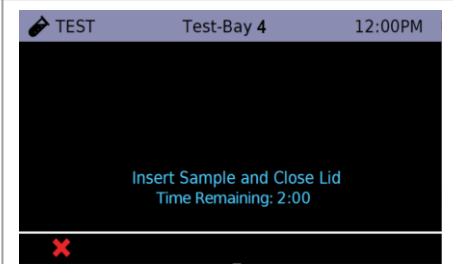 TEST Test-Bay 4 12:00PM
Insert Sample and Close Lid
Time Remaining: 2:00